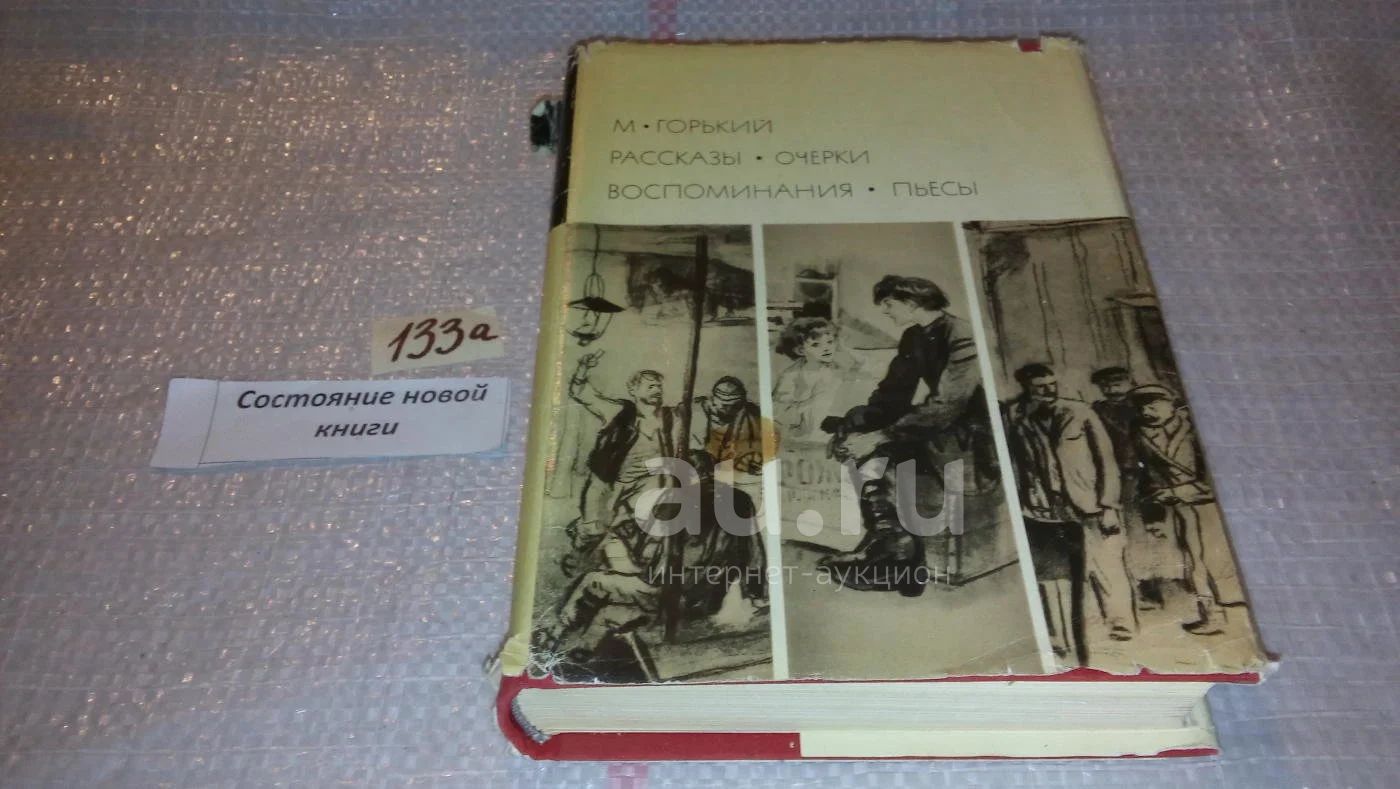 М • ГОРЬКИЙ
РАССКАЗЫ • ОЧЕРКИ
ВОСПОМИНАНИЯ • ПЬЕСЫ
133а
Состояние новой
книги
au.ru
интернет-аукцион